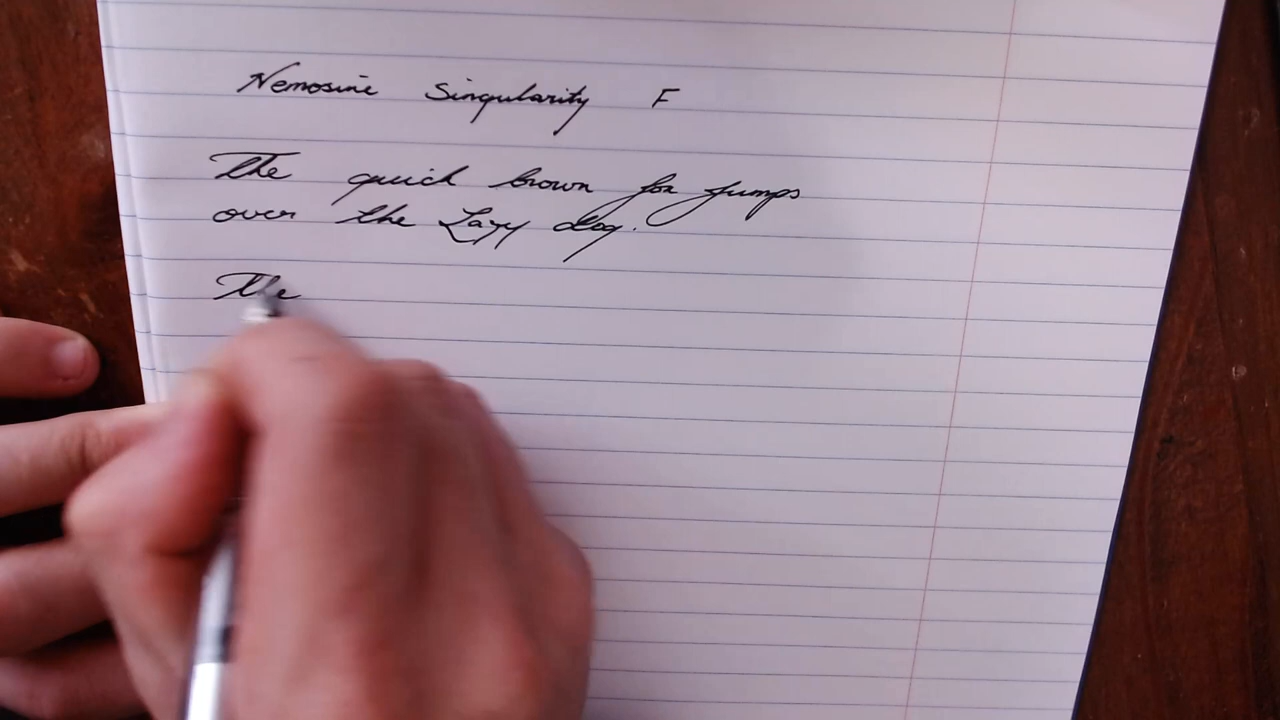 Nemosine Singularity F
The quick brown fox jumps
over the Lazy dog.
The